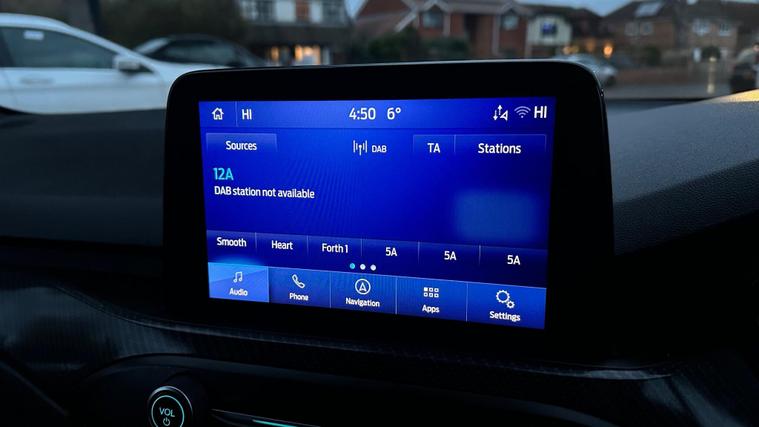 HI 4:50 6° HI
Sources DAB TA Stations
12A
DAB station not available
Smooth Heart Forth 1 5A 5A 5A
Audio Phone Navigation Apps Settings
VOL